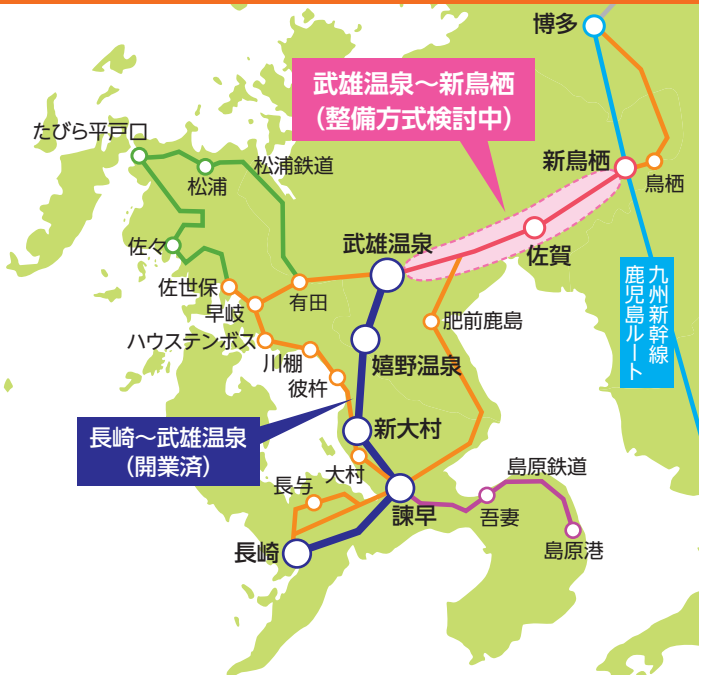 博多
武雄温泉～新鳥栖
（整備方式検討中）
たびら平戸口
松浦鉄道
松浦
新鳥栖
鳥栖
佐々
武雄温泉
佐賀
九州新幹線
鹿児島ルート
佐世保
有田
早岐
肥前鹿島
ハウステンボス
川棚
嬉野温泉
彼杵
長崎～武雄温泉
（開業済）
新大村
大村
島原鉄道
長与
諫早
吾妻
長崎
島原港